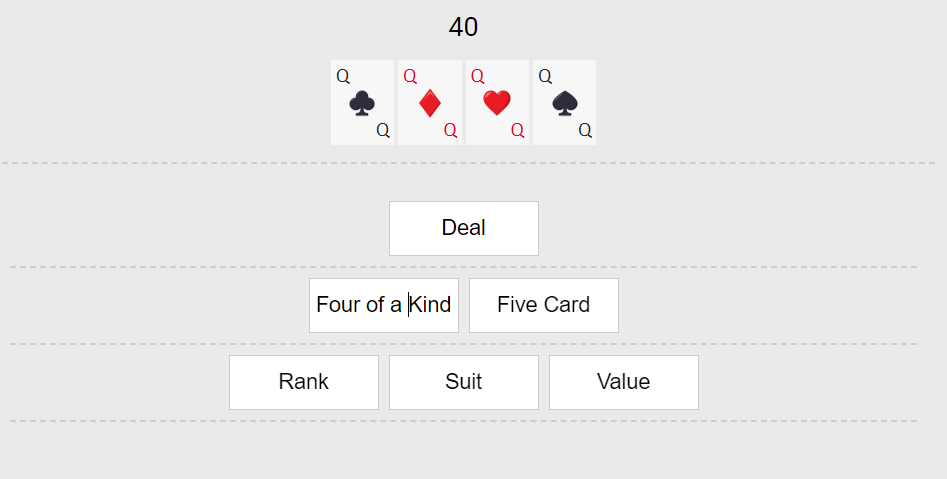 40
Q Q Q Q
Q Q Q Q
Deal
Four of a Kind Five Card
Rank Suit Value